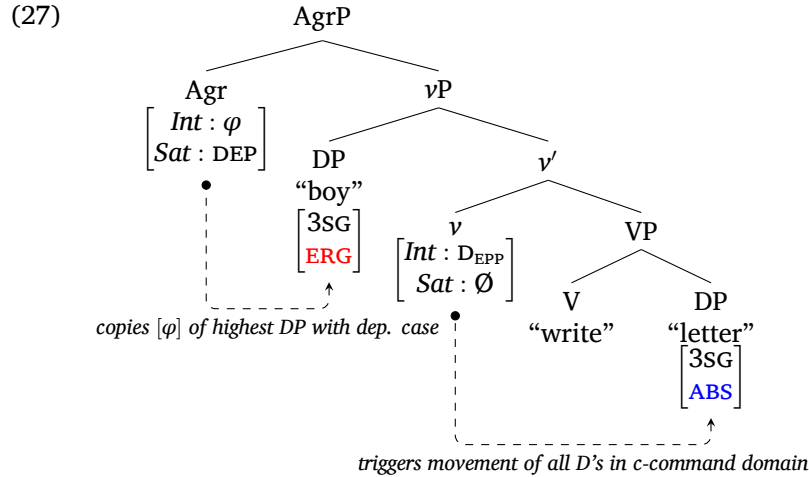 (27)
AgrP
Agr
vP
[Int : φ
Sat : DEP]
DP
v′
"boy"
[3SG
ERG]
v
VP
[Int : D_EPP
Sat : Ø]
V
DP
"write"
"letter"
[3SG
ABS]
copies [φ] of highest DP with dep. case
triggers movement of all D's in c-command domain